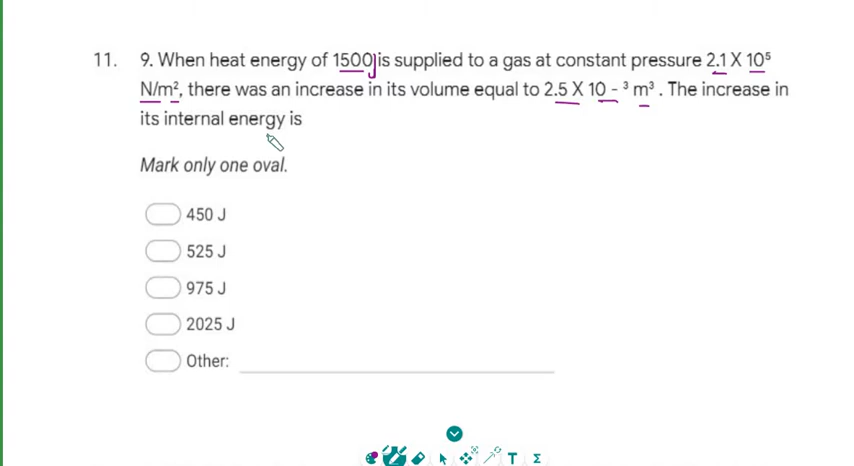 11. 9. When heat energy of 1500J is supplied to a gas at constant pressure 2.1 X 10⁵
N/m², there was an increase in its volume equal to 2.5 X 10 - ³ m³ . The increase in
its internal energy is
Mark only one oval.
450 J
525 J
975 J
2025 J
Other:
T Σ